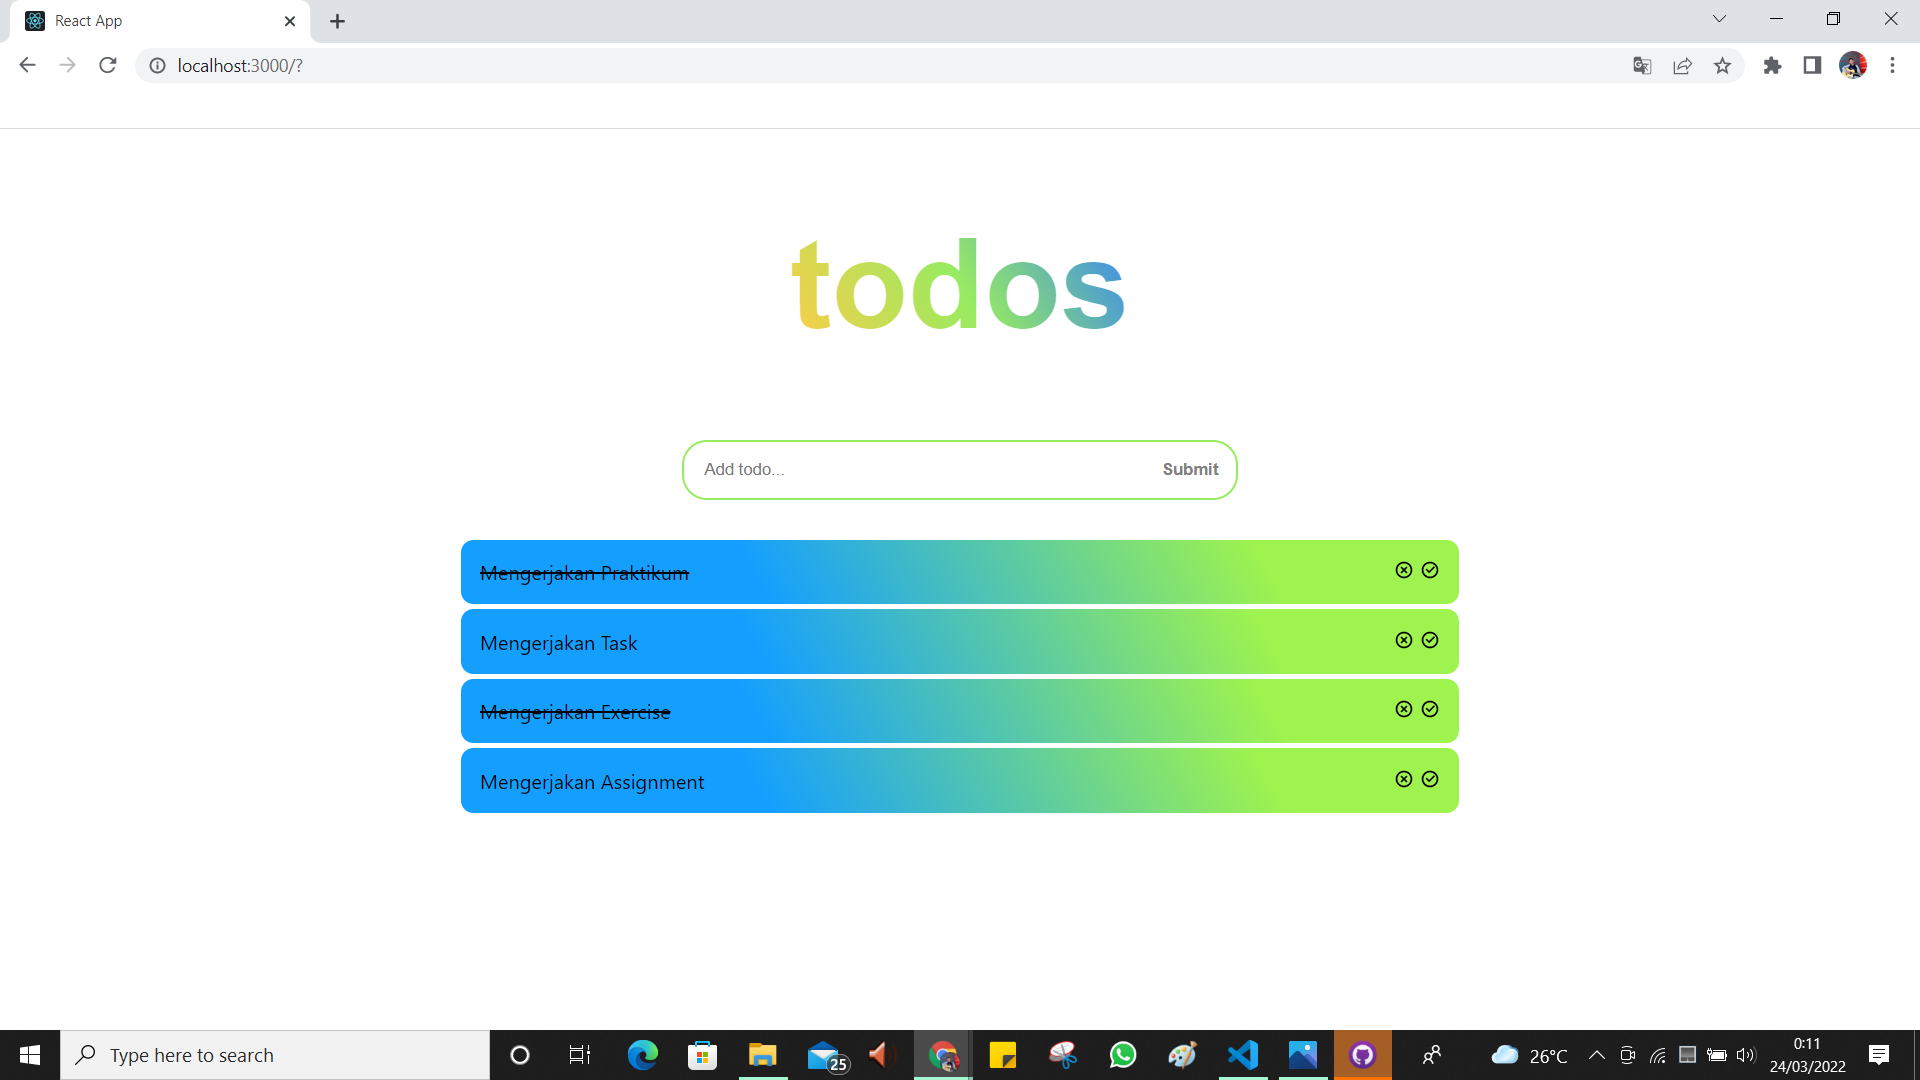 React App
localhost:3000/?
todos
Add todo...
Submit
Mengerjakan Praktikum
Mengerjakan Task
Mengerjakan Exercise
Mengerjakan Assignment
Type here to search
25
26°C
0:11
24/03/2022